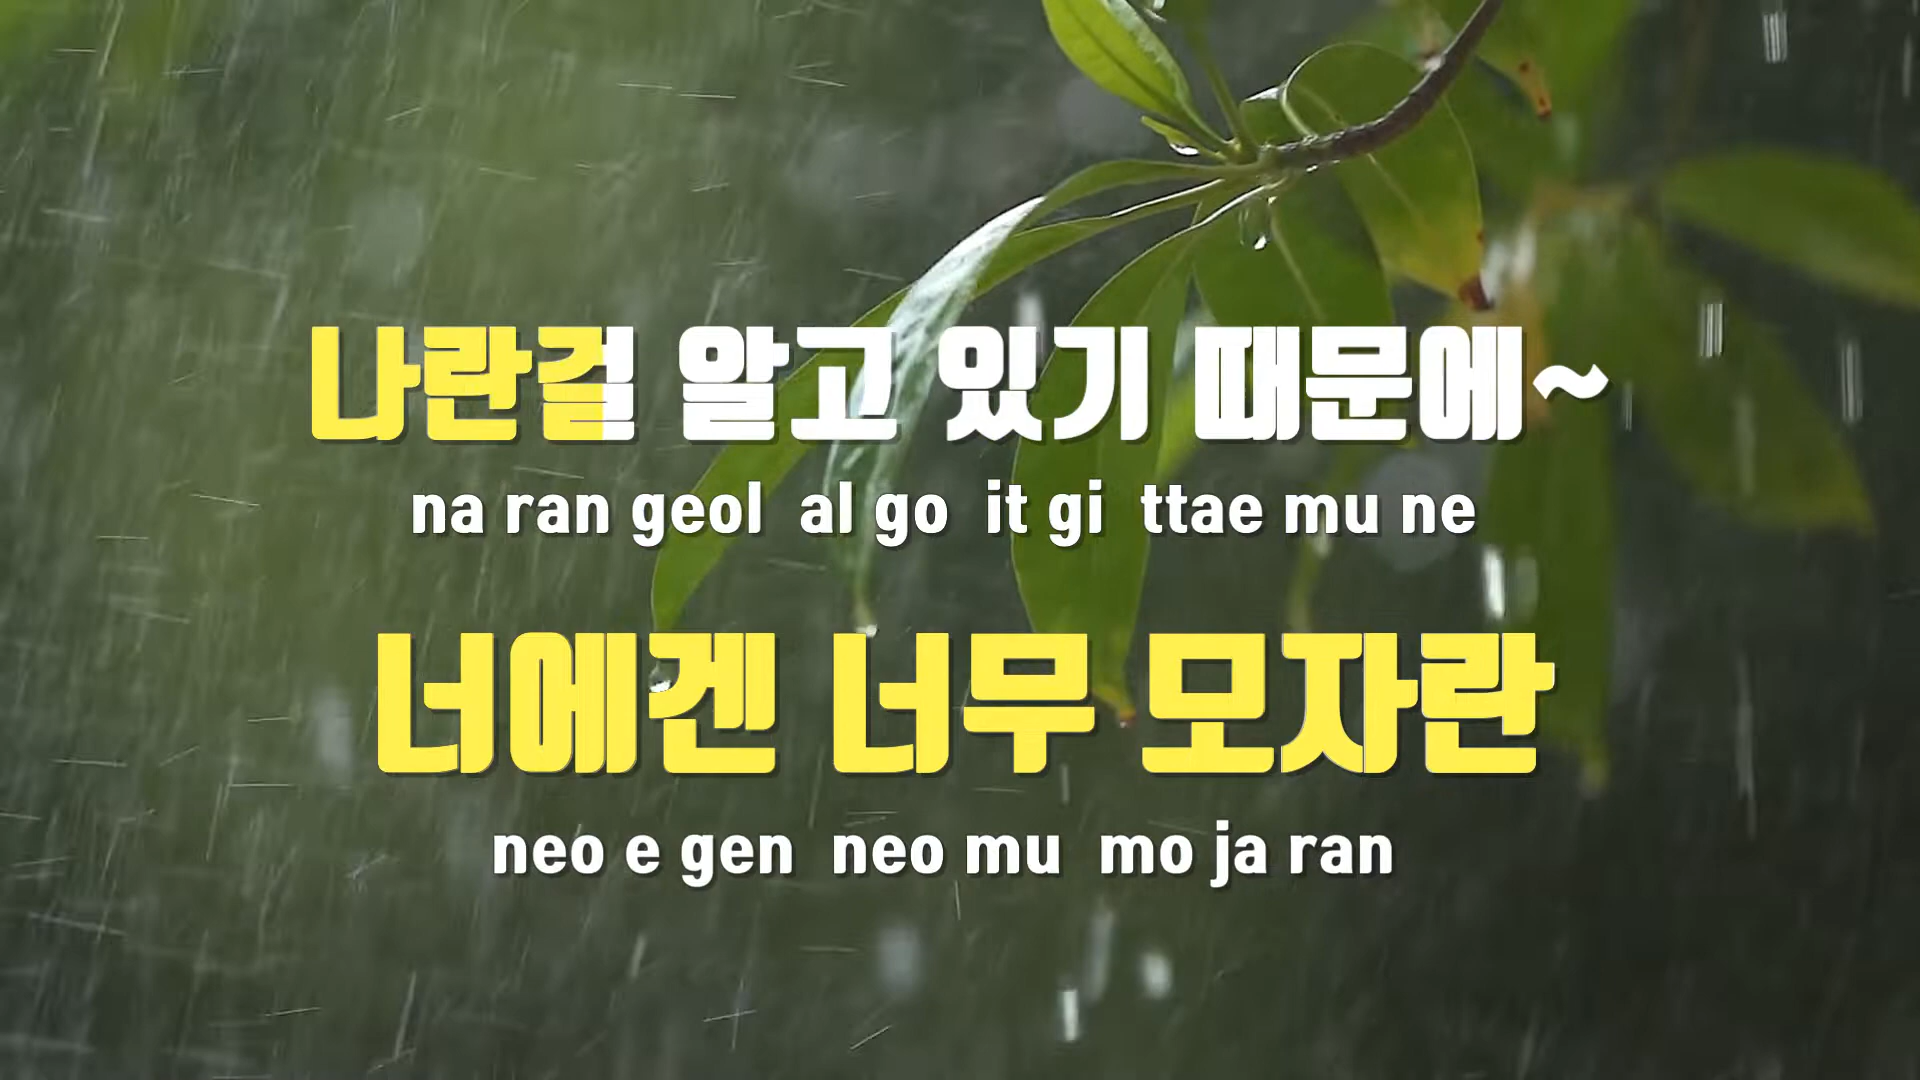 나란걸 알고 있기 때문에~
na ran geol al go it gi ttae mu ne
너에겐 너무 모자란
neo e gen neo mu mo ja ran